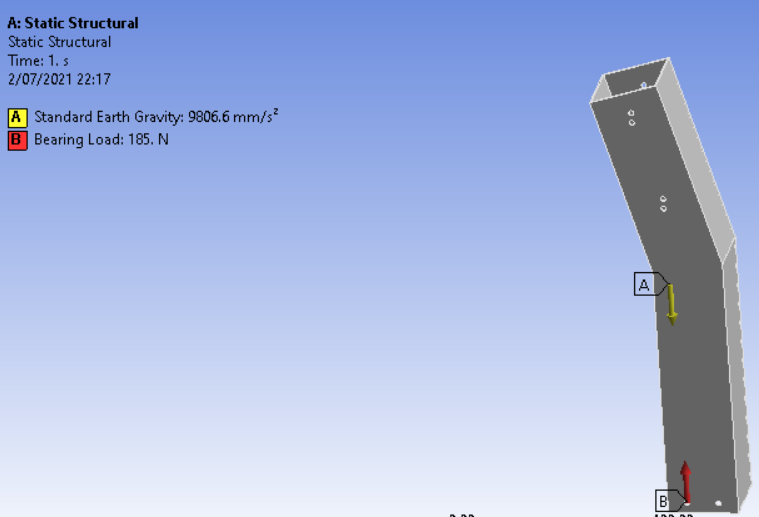 A: Static Structural
Static Structural
Time: 1. s
2/07/2021 22:17
A Standard Earth Gravity: 9806.6 mm/s²
B Bearing Load: 185. N
A
B